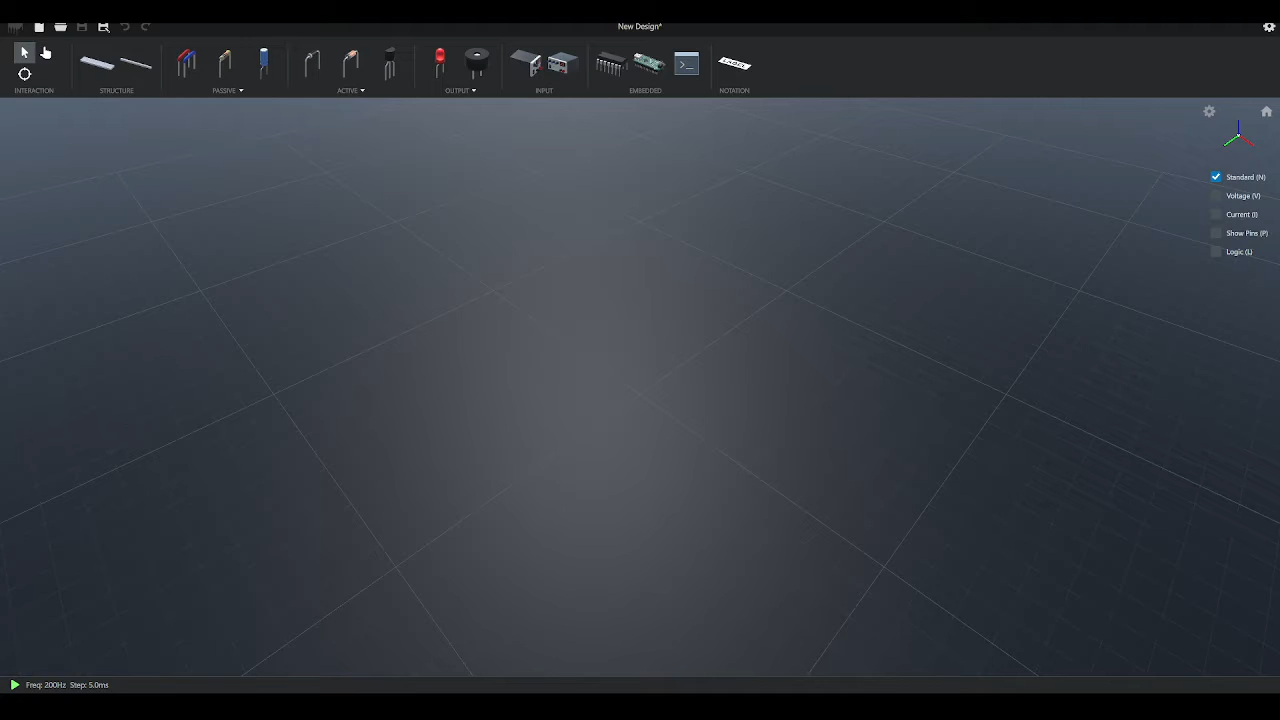 New Design*
INTERACTION
STRUCTURE
PASSIVE
ACTIVE
OUTPUT
INPUT
EMBEDDED
NOTATION
>_
LABEL
Standard (N)
Voltage (V)
Current (I)
Show Pins (P)
Logic (L)
Freq: 200Hz Step: 5.0ms